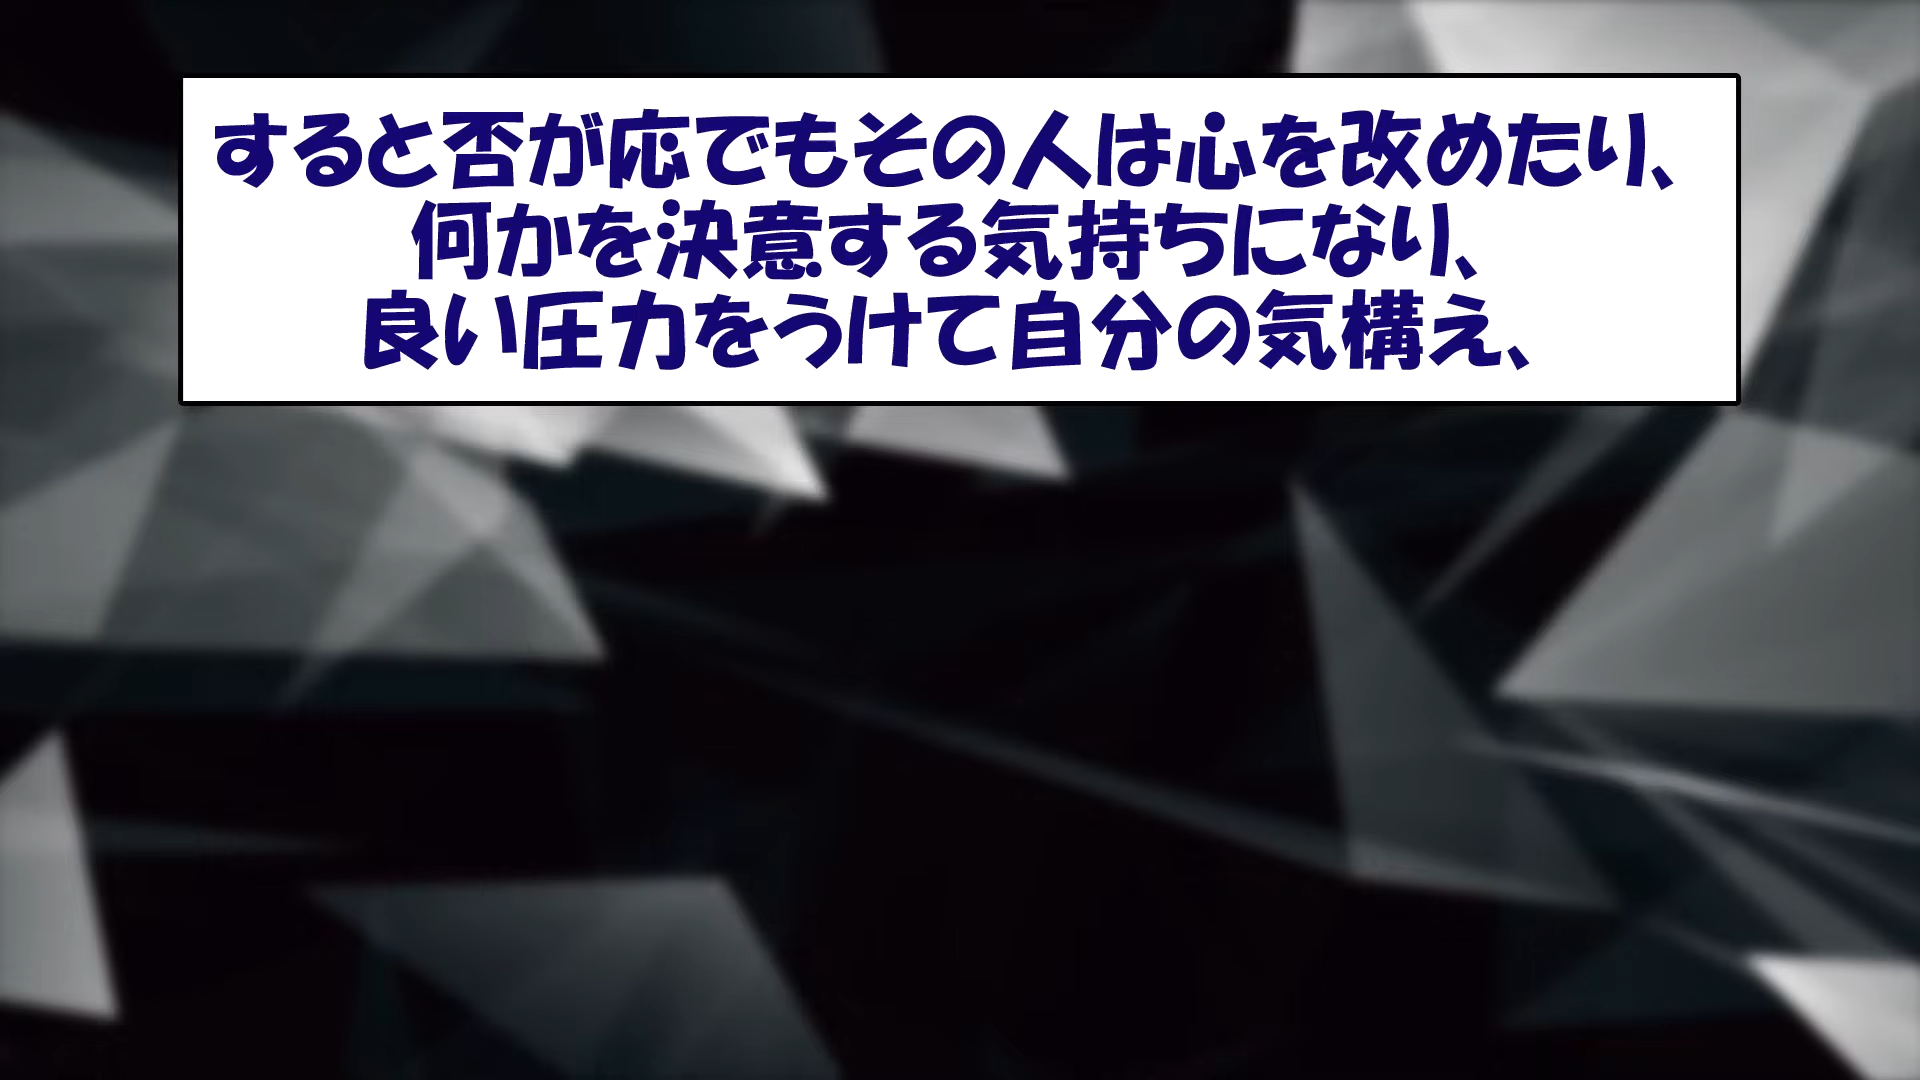 すると否が応でもその人は心を改めたり、
何かを決意する気持ちになり、
良い圧力をうけて自分の気構え、